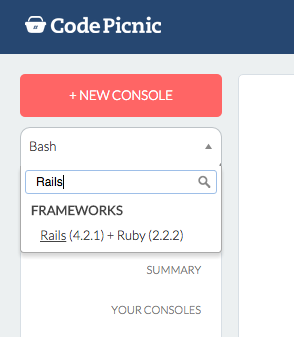 Code Picnic
+ NEW CONSOLE
Bash
Rails
FRAMEWORKS
Rails (4.2.1) + Ruby (2.2.2)
SUMMARY
YOUR CONSOLES